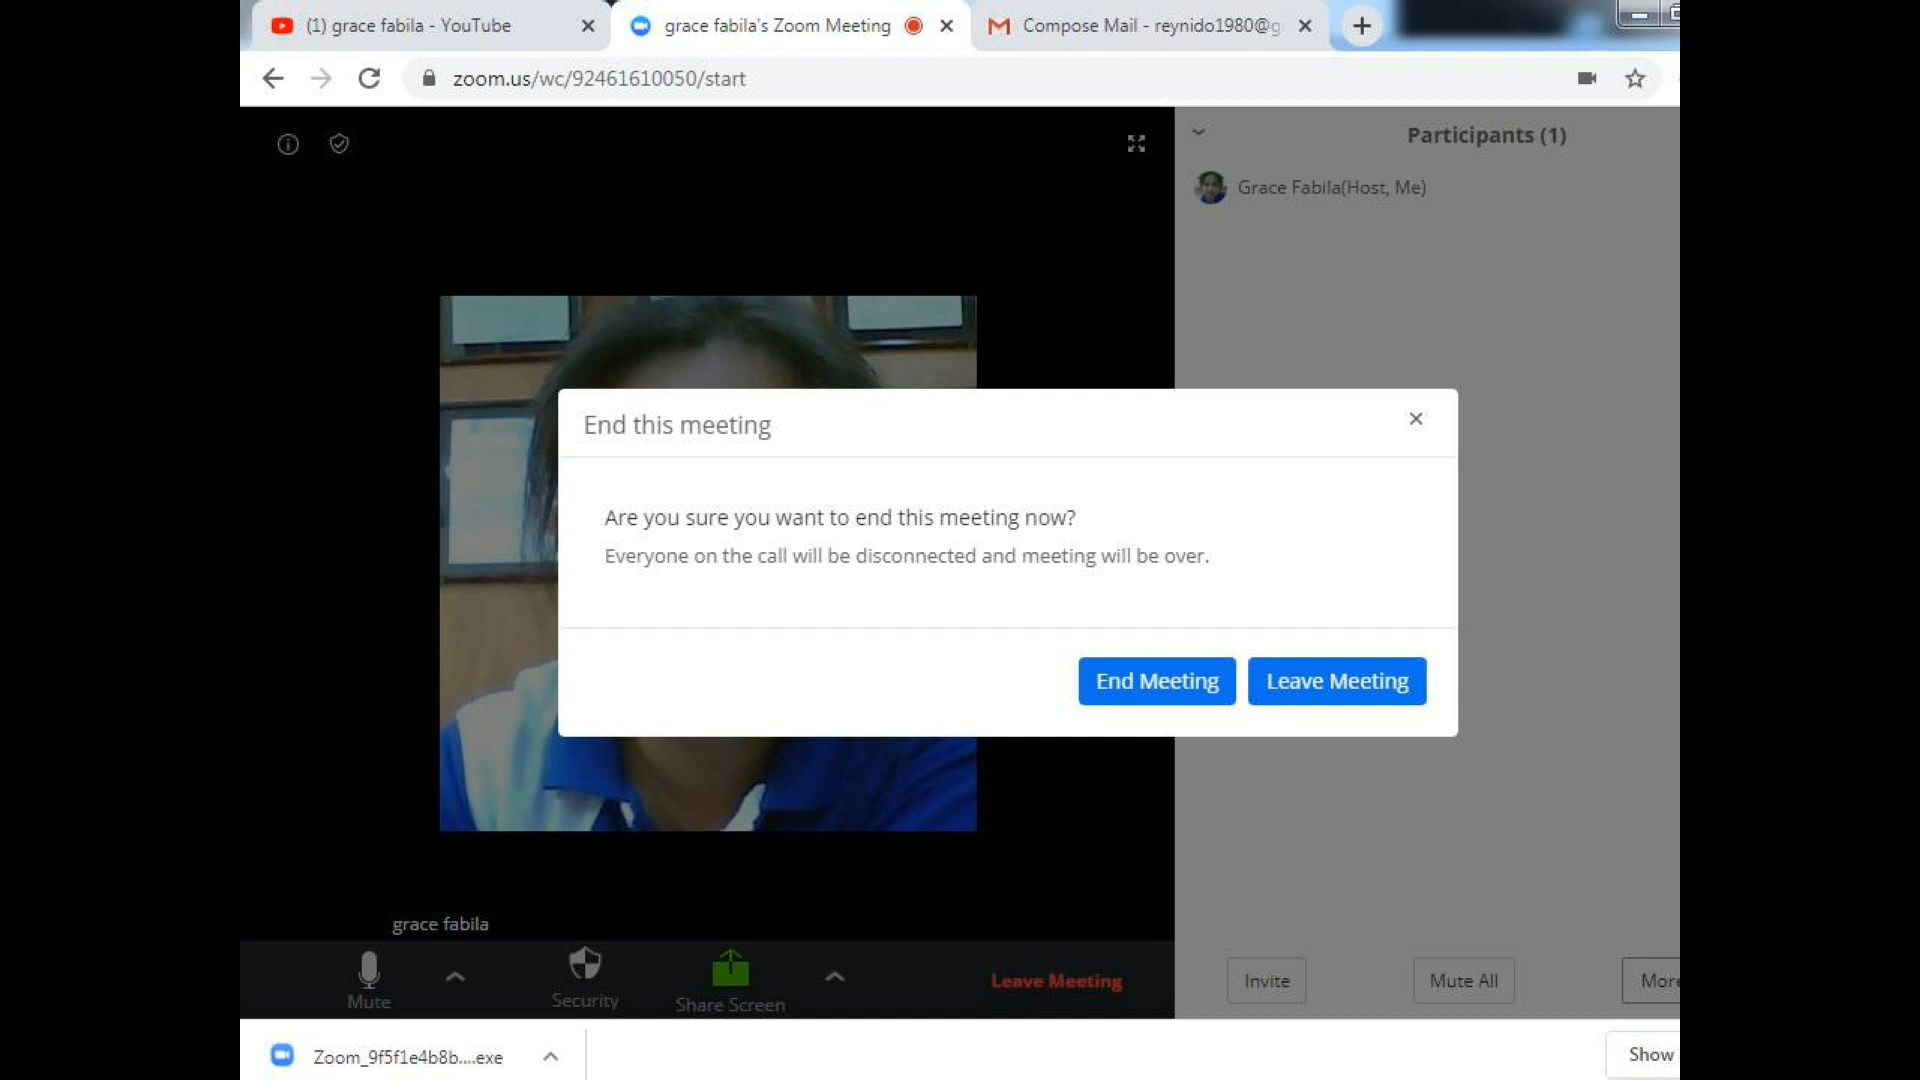 (1) grace fabila - YouTube
grace fabila's Zoom Meeting
Compose Mail - reynido1980@g
zoom.us/wc/92461610050/start
Participants (1)
Grace Fabila(Host, Me)
End this meeting
Are you sure you want to end this meeting now?
Everyone on the call will be disconnected and meeting will be over.
End Meeting
Leave Meeting
grace fabila
Mute
Security
Share Screen
Leave Meeting
Invite
Mute All
More
Zoom_9f5f1e4b8b....exe
Show